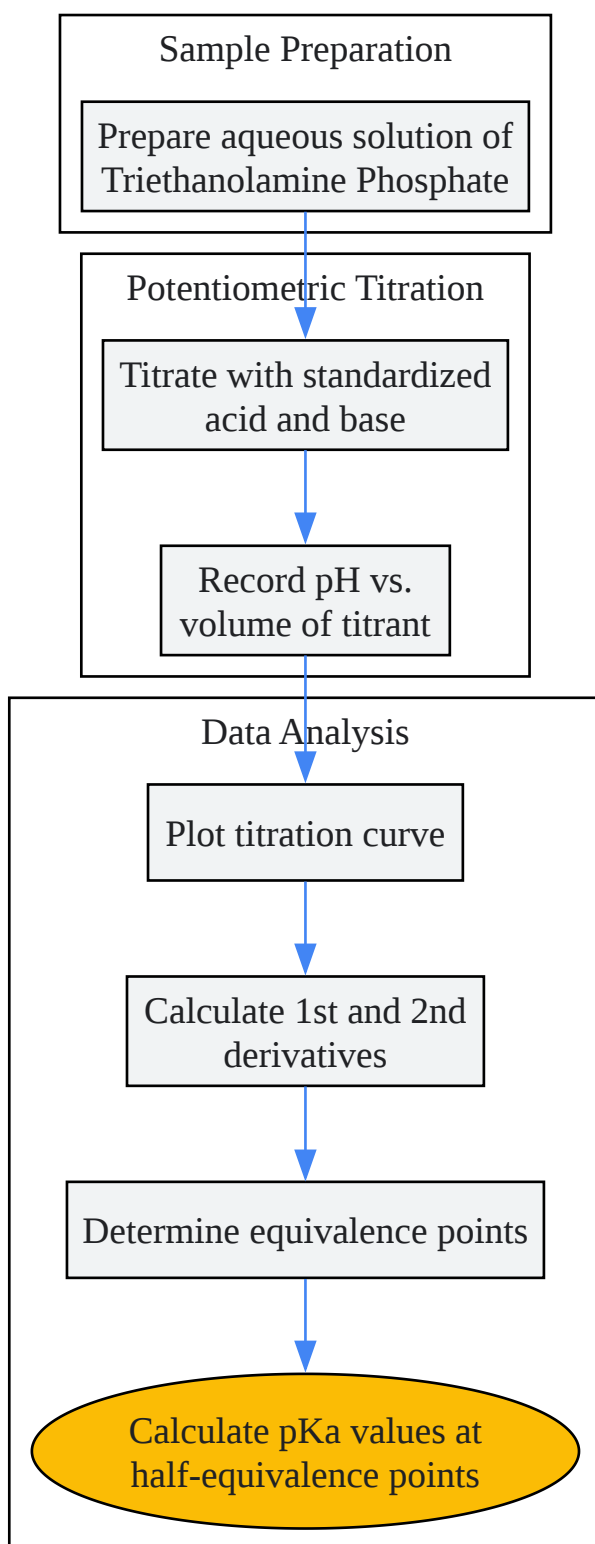 Sample Preparation
Prepare aqueous solution of
Triethanolamine Phosphate
Potentiometric Titration
Titrate with standardized
acid and base
Record pH vs.
volume of titrant
Data Analysis
Plot titration curve
Calculate 1st and 2nd
derivatives
Determine equivalence points
Calculate pKa values at
half-equivalence points